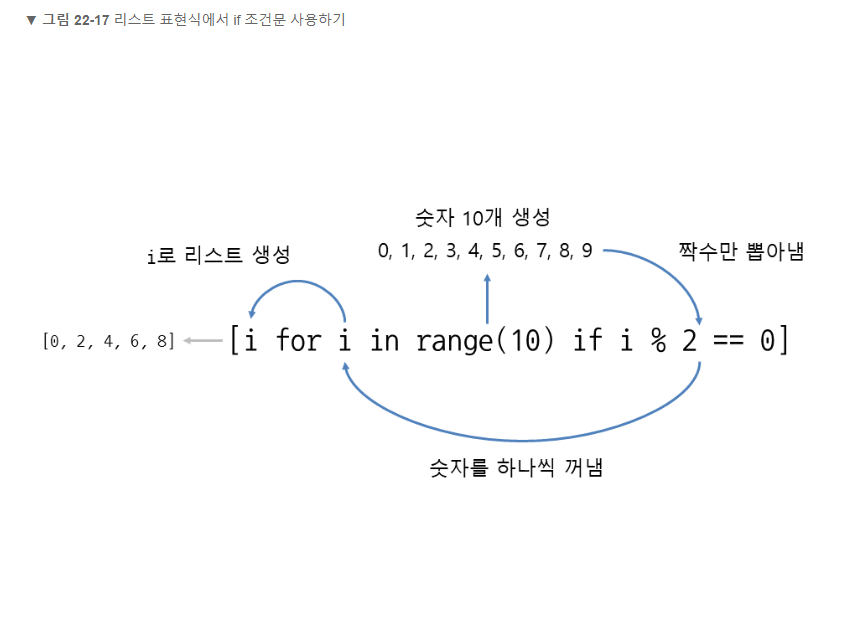 ▼ 그림 22-17 리스트 표현식에서 if 조건문 사용하기
숫자 10개 생성
i로 리스트 생성
0, 1, 2, 3, 4, 5, 6, 7, 8, 9
짝수만 뽑아냄
[0, 2, 4, 6, 8]
[i for i in range(10) if i % 2 == 0]
숫자를 하나씩 꺼냄